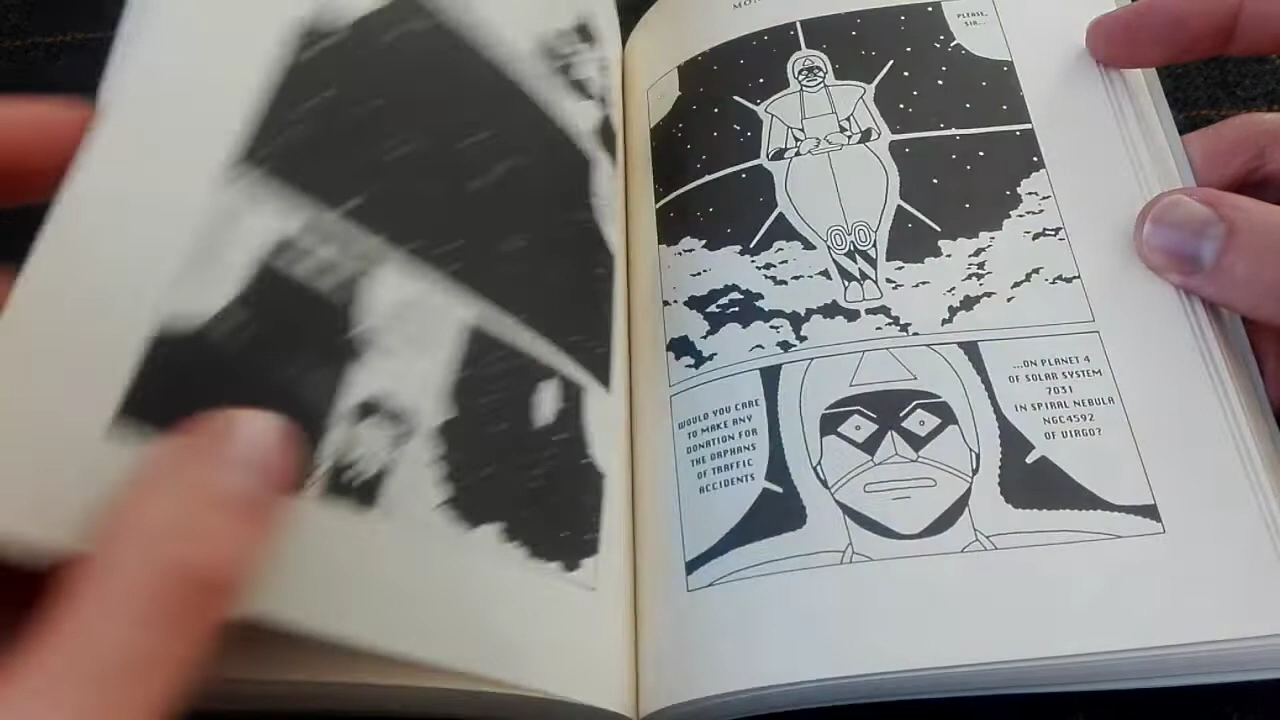 PLEASE,
SIR...
WOULD YOU CARE
TO MAKE ANY
DONATION FOR
THE ORPHANS
OF TRAFFIC
ACCIDENTS
...ON PLANET 4
OF SOLAR SYSTEM
7031
IN SPIRAL NEBULA
NGC4592
OF VIRGO?